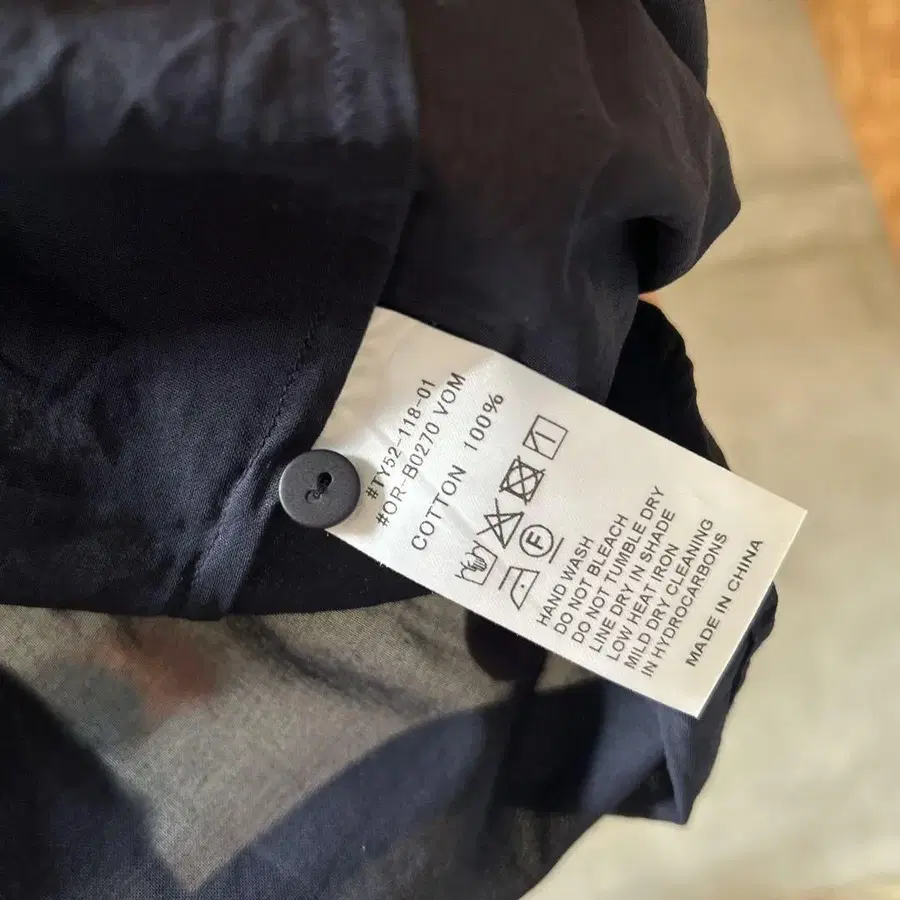 #TY52-118-01
#OR-B0270 VOM
COTTON 100%
F
HAND WASH
DO NOT BLEACH
DO NOT TUMBLE DRY
LINE DRY IN SHADE
LOW HEAT IRON
MILD DRY CLEANING
IN HYDROCARBONS
MADE IN CHINA